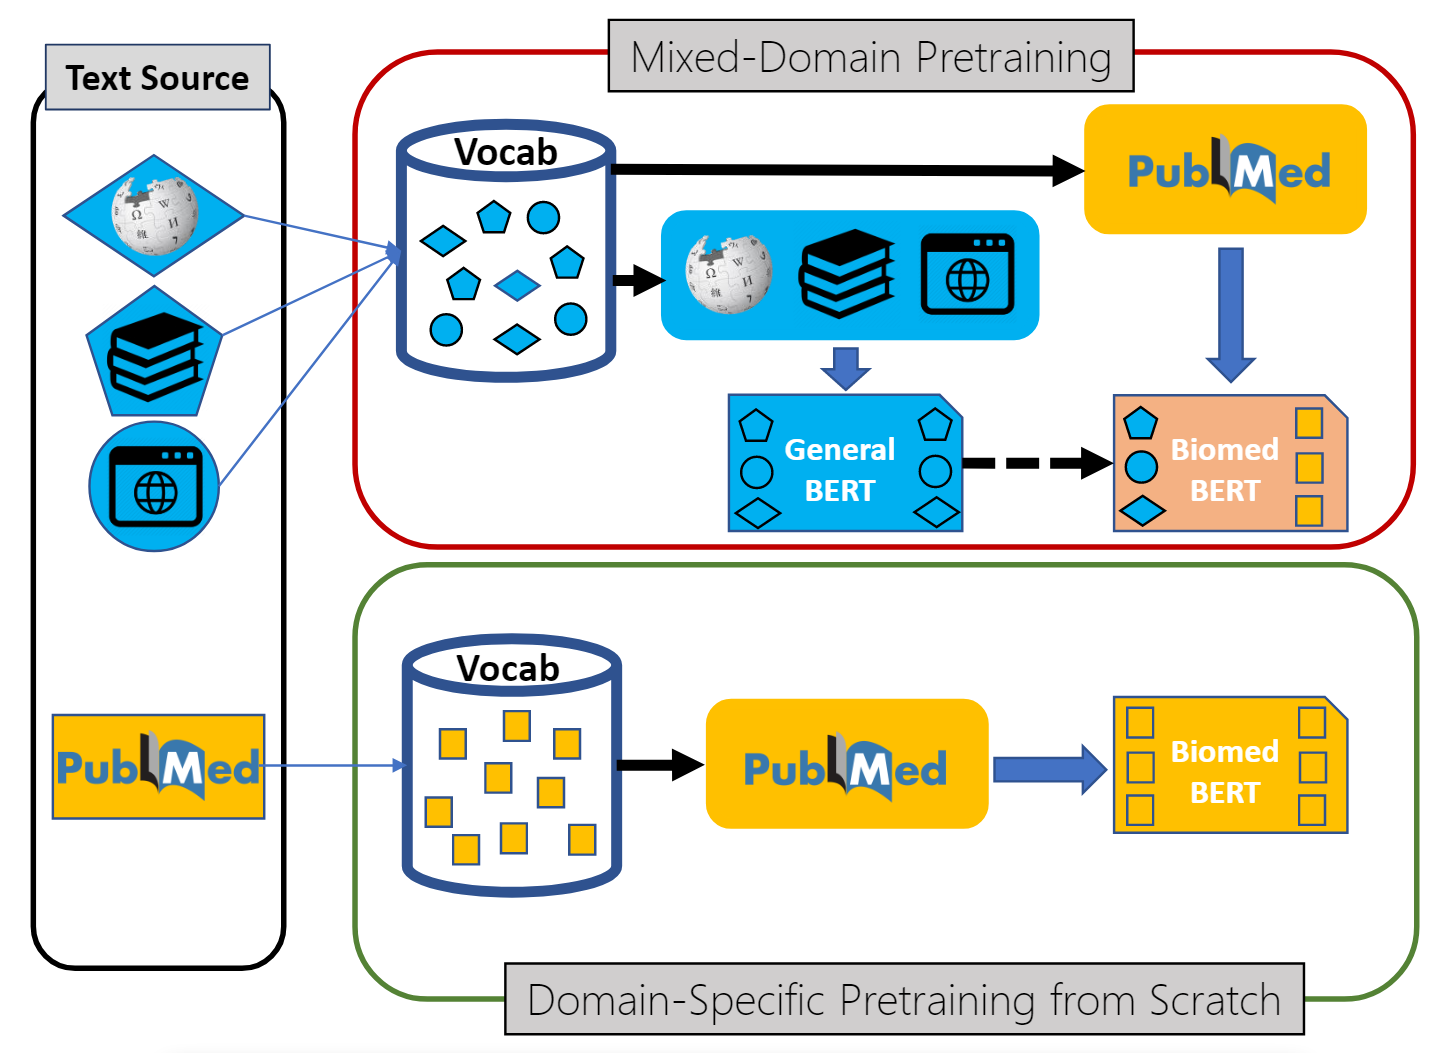 Text Source
Mixed-Domain Pretraining
Vocab
PubMed
General
BERT
Biomed
BERT
PubMed
Vocab
PubMed
Biomed
BERT
Domain-Specific Pretraining from Scratch